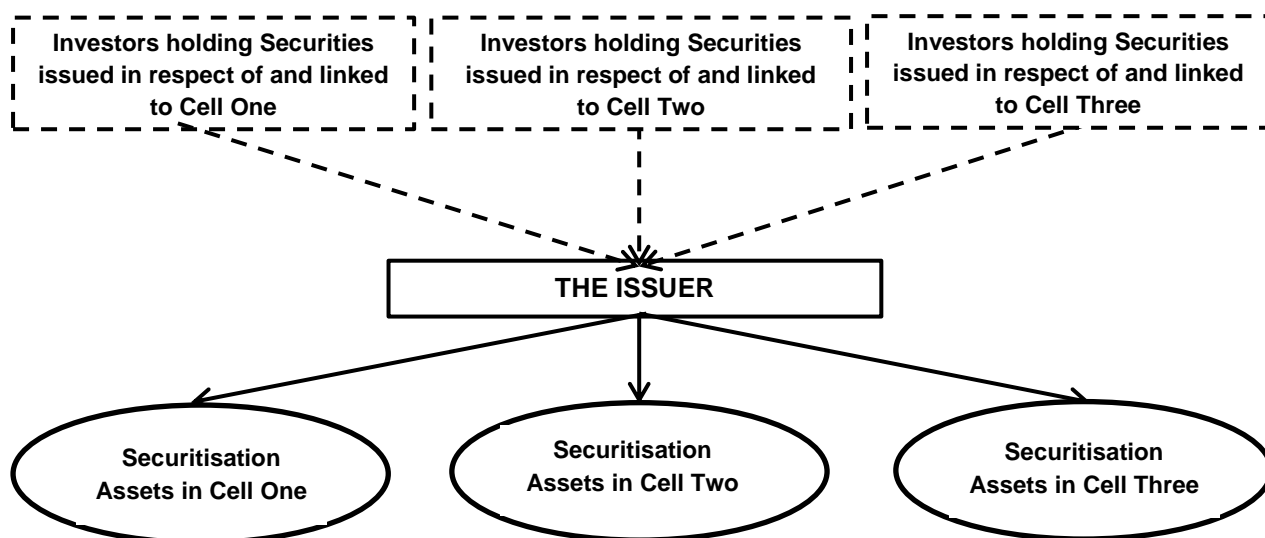 Investors holding Securities
issued in respect of and linked
to Cell One
Investors holding Securities
issued in respect of and linked
to Cell Two
Investors holding Securities
issued in respect of and linked
to Cell Three
THE ISSUER
Securitisation
Assets in Cell One
Securitisation
Assets in Cell Two
Securitisation
Assets in Cell Three